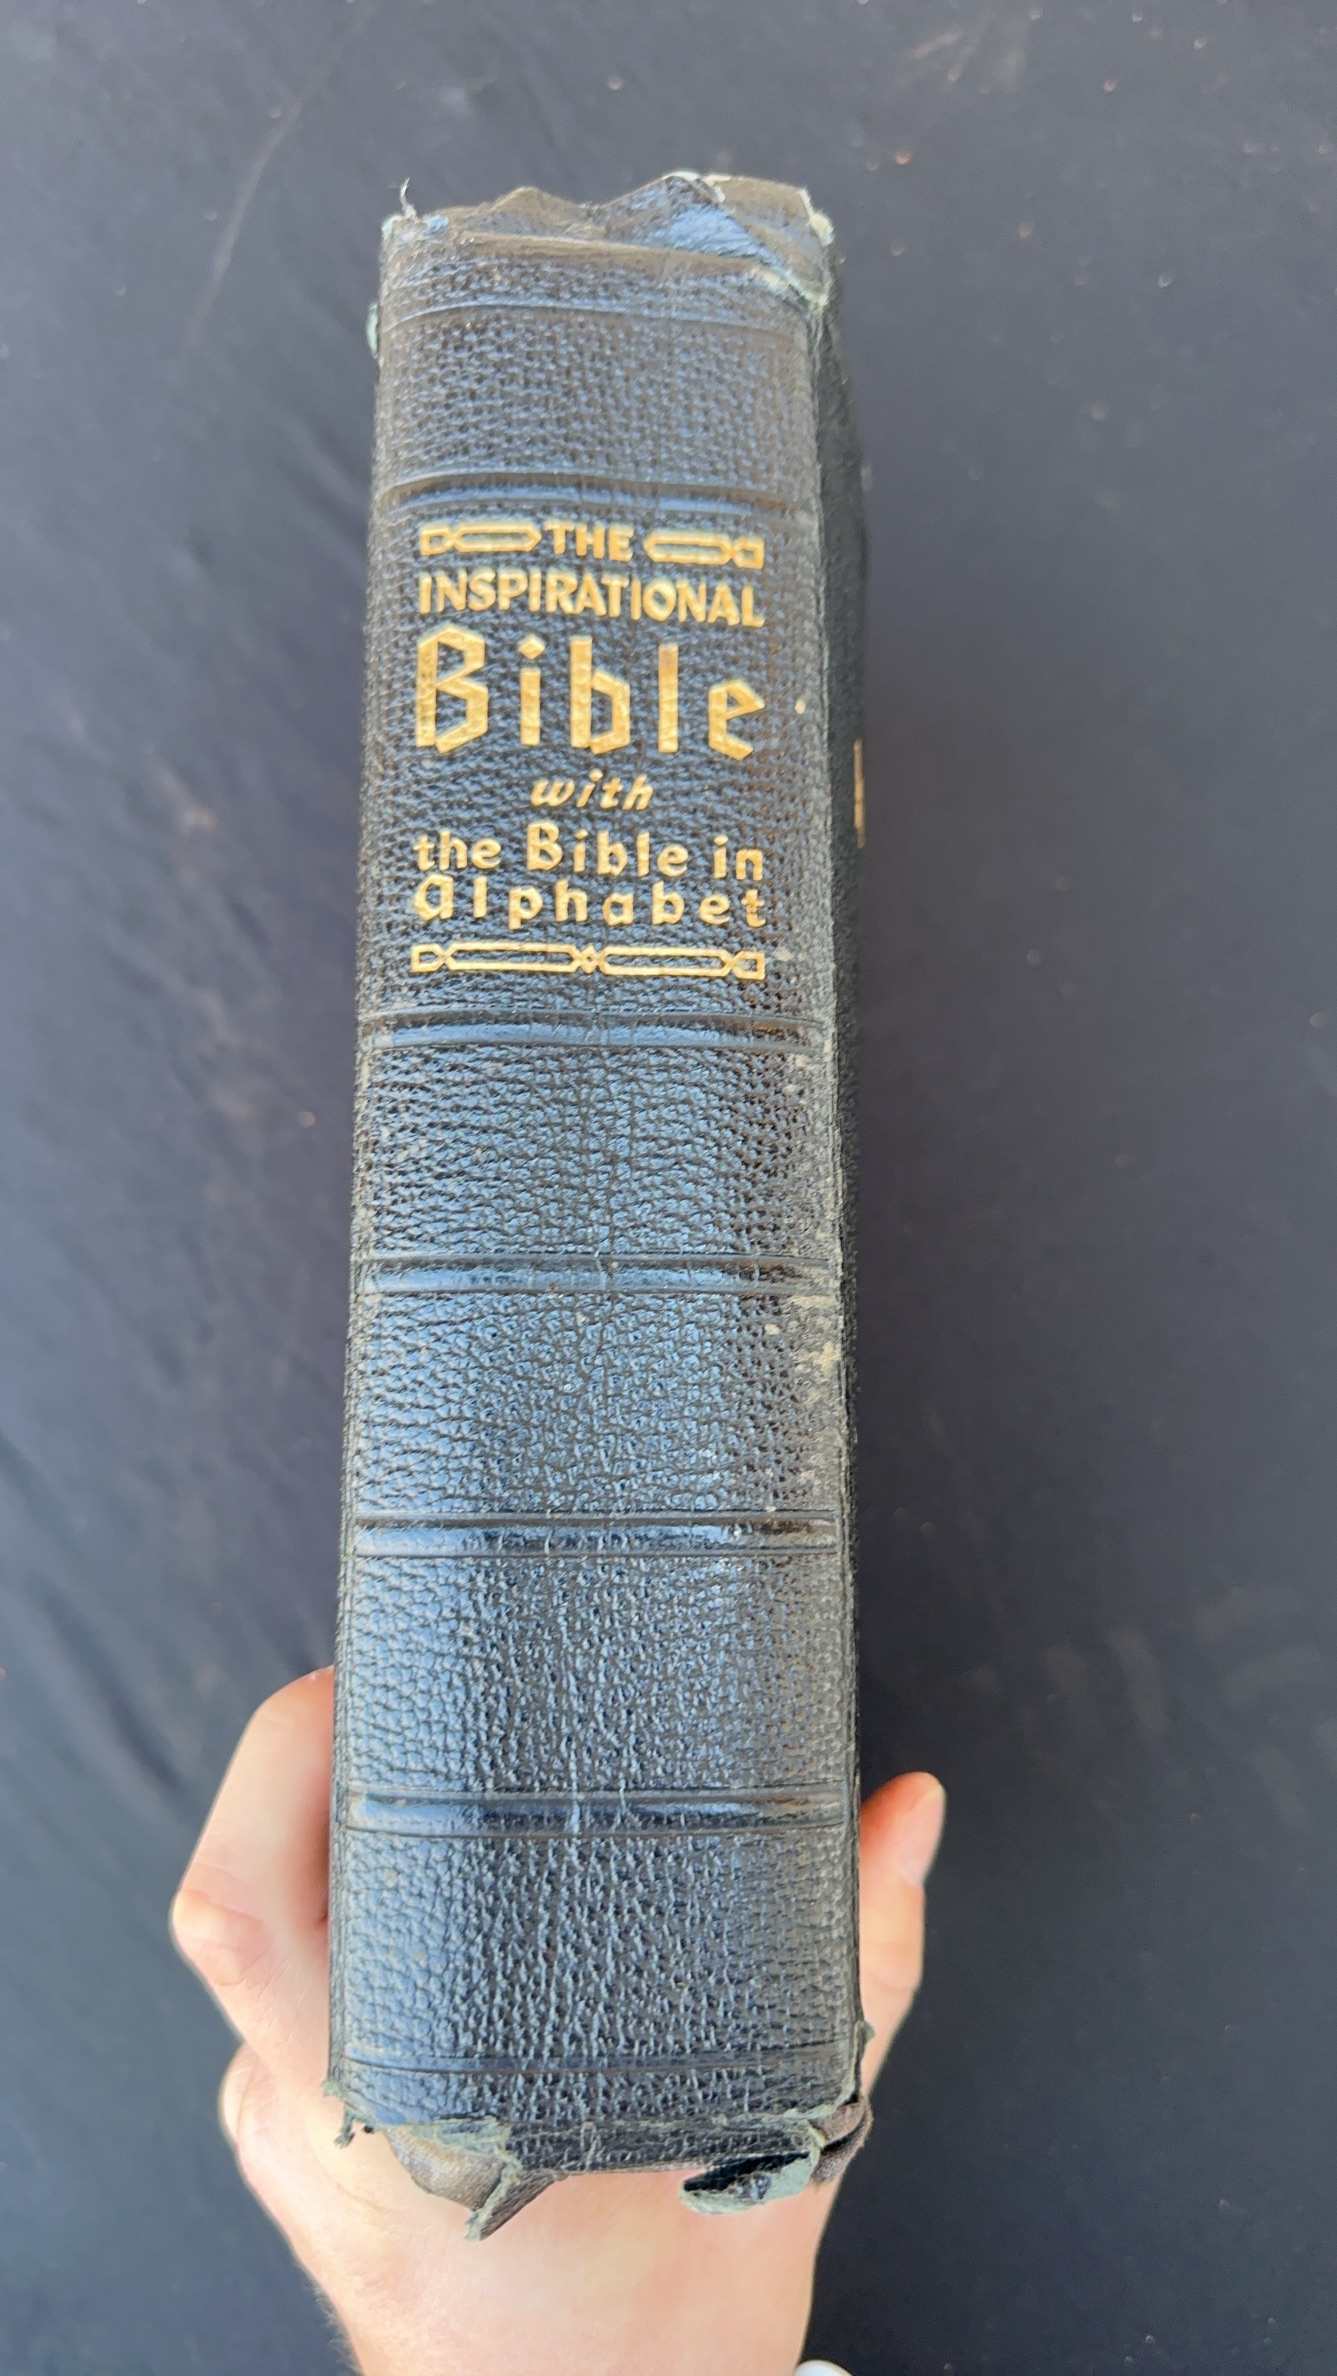 THE
INSPIRATIONAL
Bible
with
the Bible in
alphabet